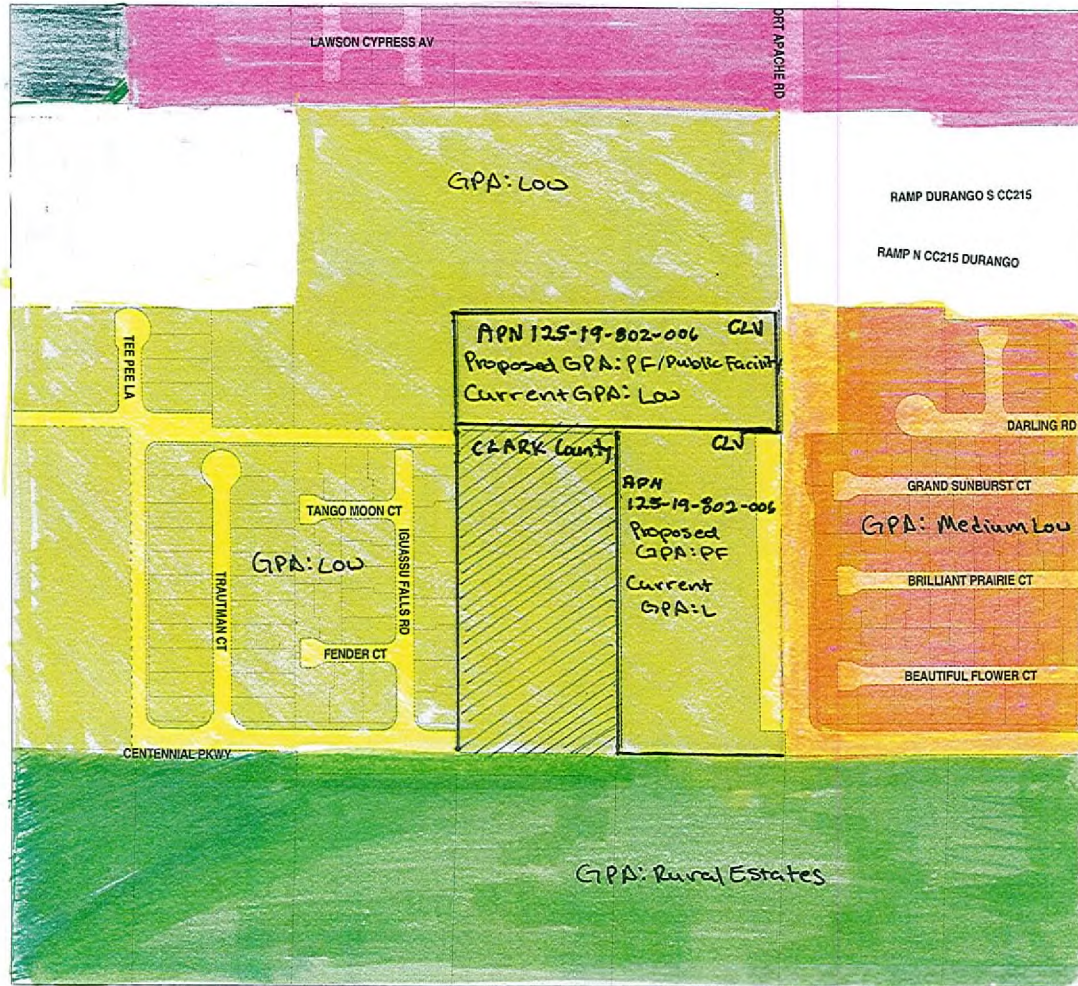 LAWSON CYPRESS AV
ORT APACHE RD
GPA: Low
RAMP DURANGO S CC215
RAMP N CC215 DURANGO
APN 125-19-802-006 CLV
Proposed GPA: PF/Public Facility
Current GPA: Low
TEE PEE LA
DARLING RD
CLARK County
CLV
APN
125-19-802-006
Proposed
GPA: PF
Current
GPA: L
GRAND SUNBURST CT
GPA: Medium Low
TANGO MOON CT
IGUASSU FALLS RD
GPA: Low
TRAUTMAN CT
BRILLIANT PRAIRIE CT
FENDER CT
BEAUTIFUL FLOWER CT
CENTENNIAL PKWY
GPA: Rural Estates